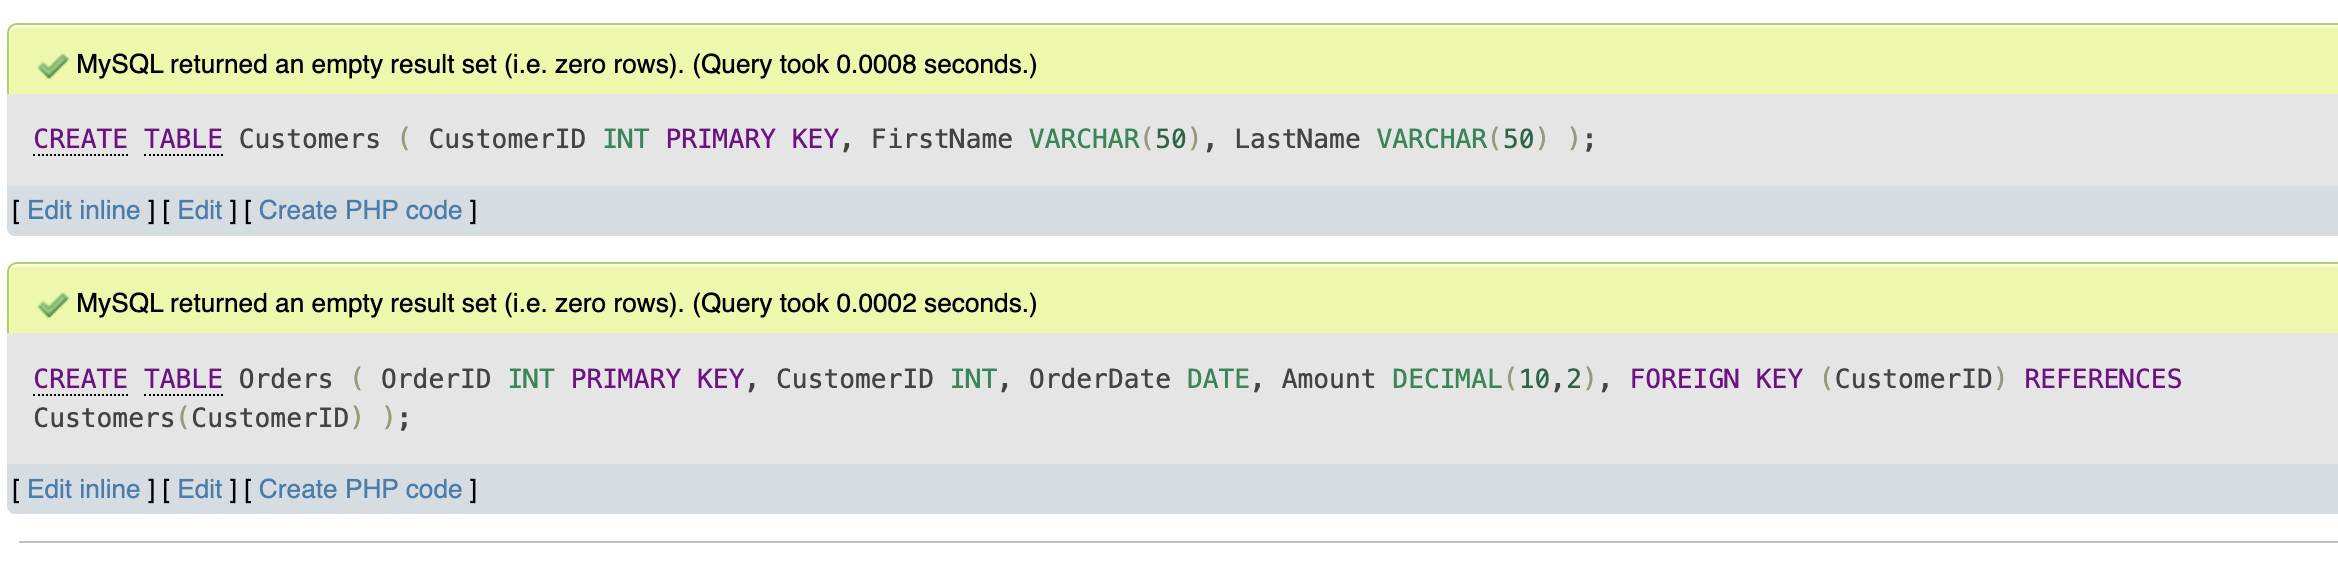 MySQL returned an empty result set (i.e. zero rows). (Query took 0.0008 seconds.)
CREATE TABLE Customers ( CustomerID INT PRIMARY KEY, FirstName VARCHAR(50), LastName VARCHAR(50) );
[ Edit inline ] [ Edit ] [ Create PHP code ]
MySQL returned an empty result set (i.e. zero rows). (Query took 0.0002 seconds.)
CREATE TABLE Orders ( OrderID INT PRIMARY KEY, CustomerID INT, OrderDate DATE, Amount DECIMAL(10,2), FOREIGN KEY (CustomerID) REFERENCES
Customers(CustomerID) );
[ Edit inline ] [ Edit ] [ Create PHP code ]